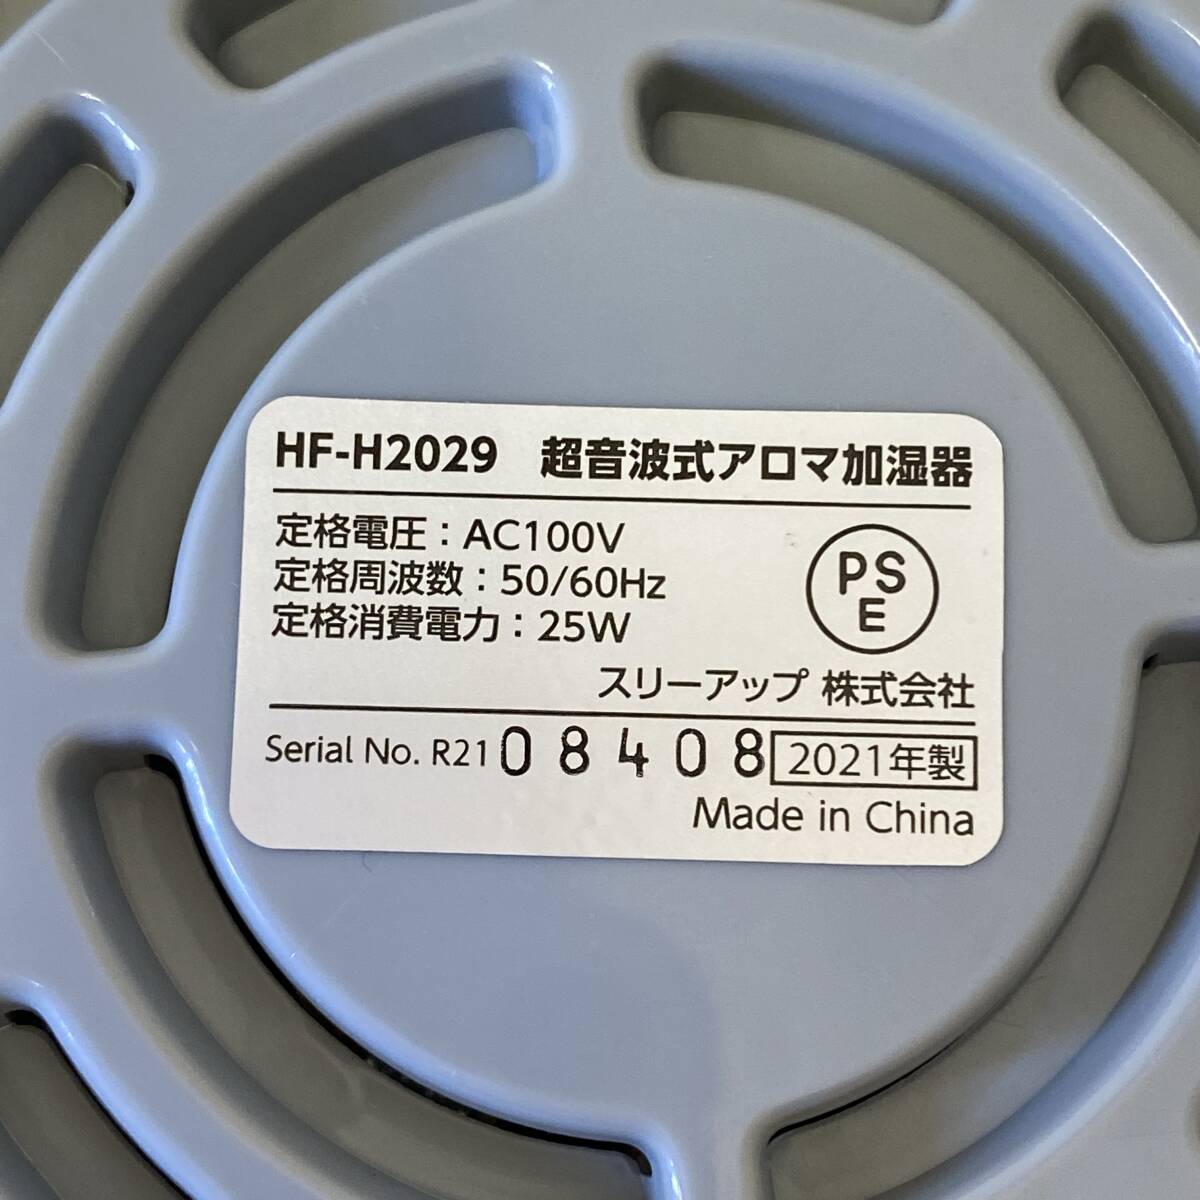 HF-H2029 超音波式アロマ加湿器
定格電圧：AC100V
定格周波数：50/60Hz
定格消費電力：25W
PS
E
スリーアップ 株式会社
Serial No. R21 08408 2021年製
Made in China